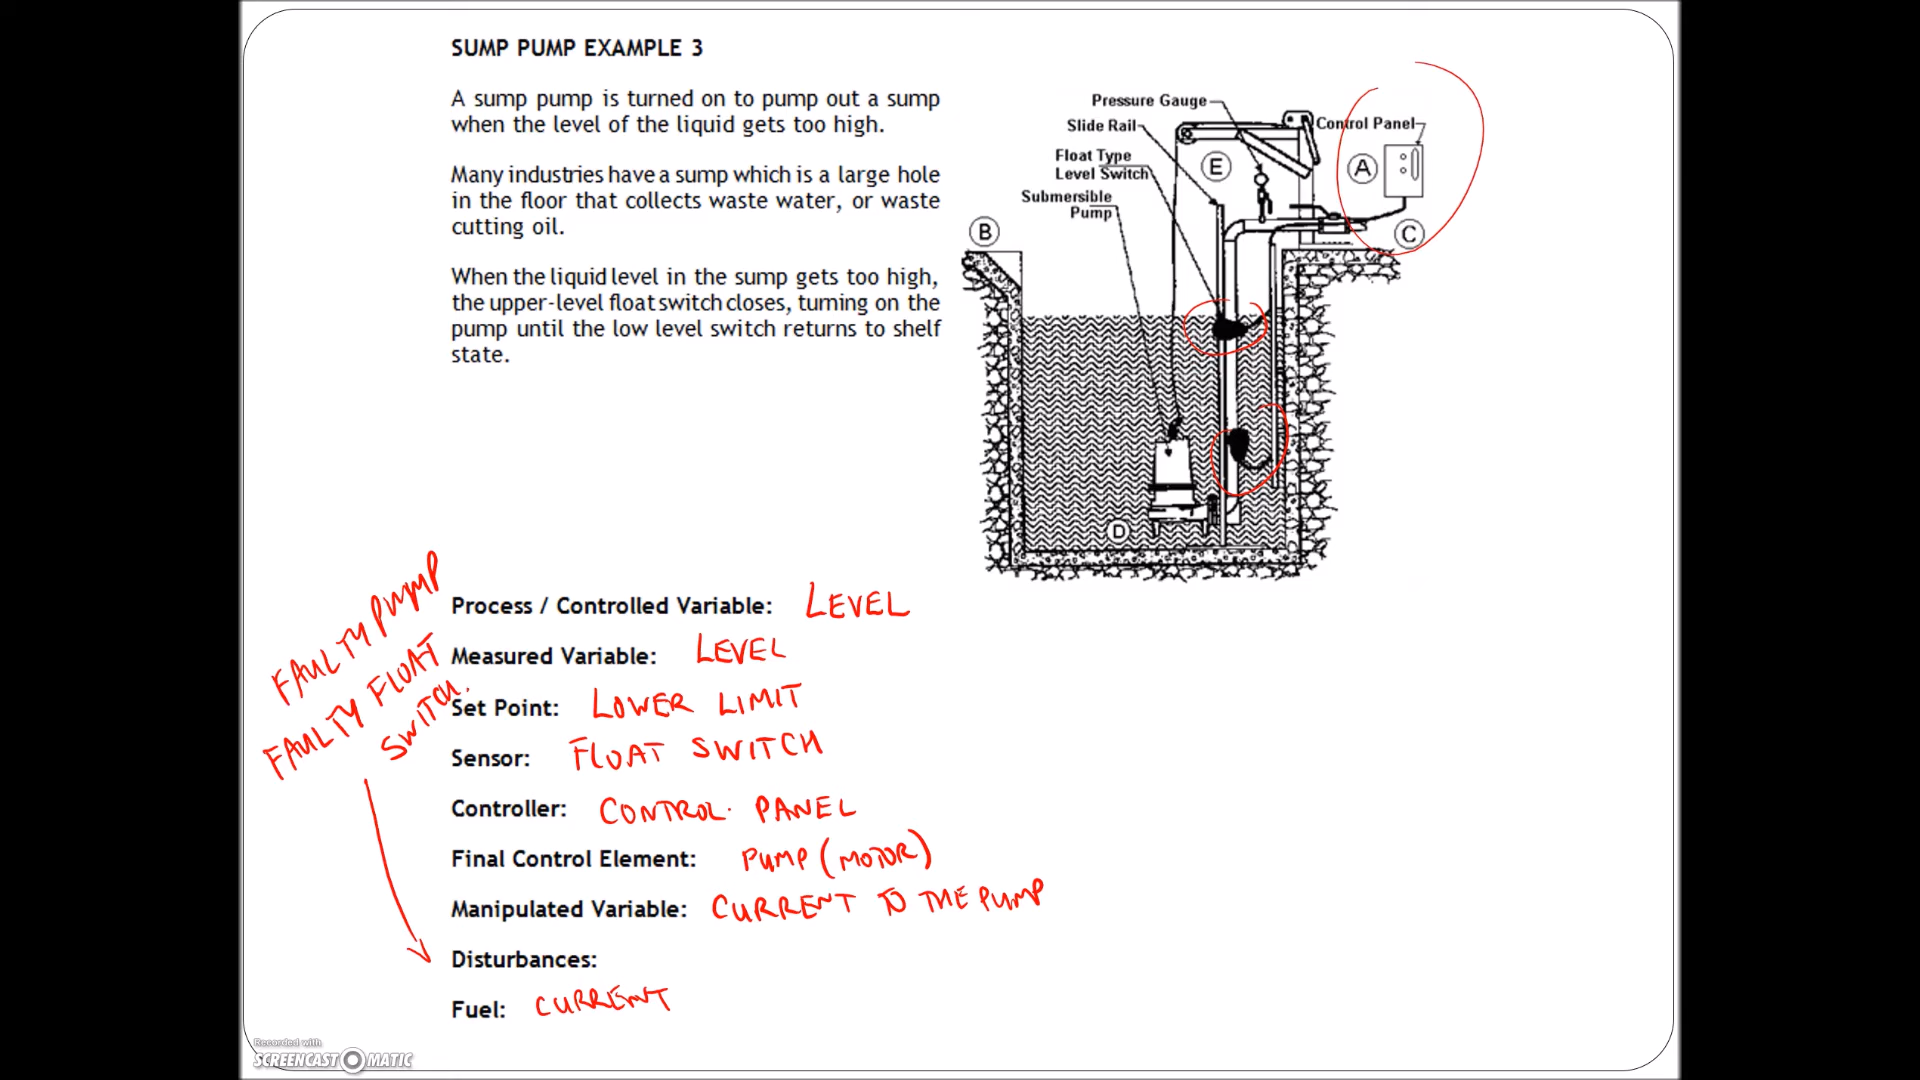 SUMP PUMP EXAMPLE 3
A sump pump is turned on to pump out a sump
when the level of the liquid gets too high.
Many industries have a sump which is a large hole
in the floor that collects waste water, or waste
cutting oil.
When the liquid level in the sump gets too high,
the upper-level float switch closes, turning on the
pump until the low level switch returns to shelf
state.
Pressure Gauge
Slide Rail
Control Panel
Float Type
Level Switch
Submersible
Pump
A
B
C
D
E
FAULTY PUMP
FAULTY FLOAT
SWITCH.
Process / Controlled Variable: LEVEL
Measured Variable: LEVEL
Set Point: LOWER LIMIT
Sensor: FLOAT SWITCH
Controller: CONTROL PANEL
Final Control Element: PUMP (MOTOR)
Manipulated Variable: CURRENT TO THE PUMP
Disturbances:
Fuel: CURRENT
Recorded with
SCREENCAST O MATIC